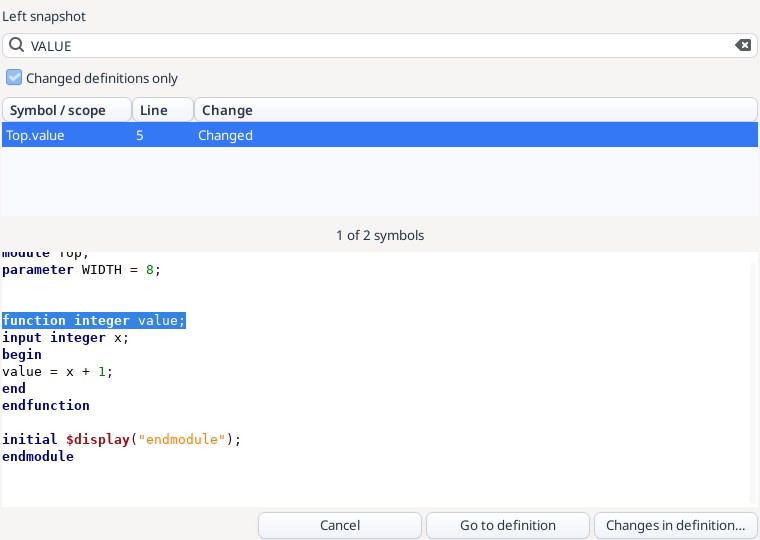 Left snapshot
VALUE
Changed definitions only
Symbol / scope Line Change
Top.value 5 Changed
1 of 2 symbols
module Top;
parameter WIDTH = 8;
function integer value;
input integer x;
begin
value = x + 1;
end
endfunction
initial $display("endmodule");
endmodule
Cancel Go to definition Changes in definition...